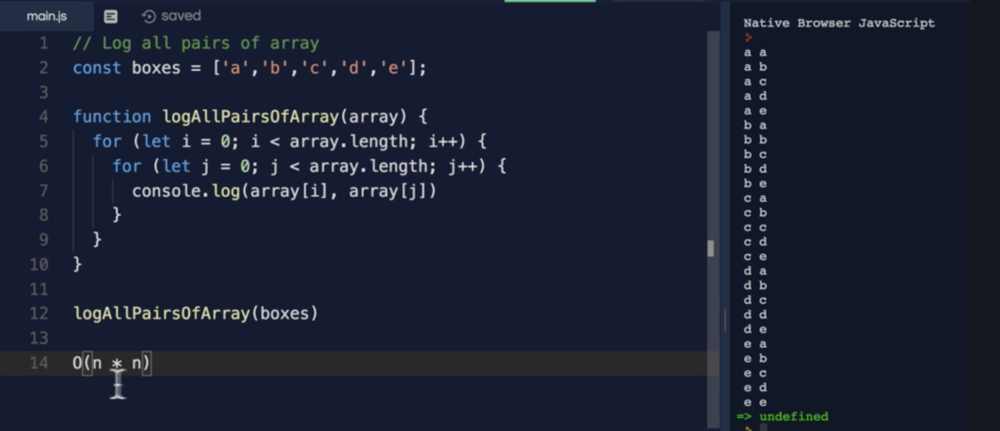 main.js saved
1 // Log all pairs of array
2 const boxes = ['a','b','c','d','e'];
3
4 function logAllPairsOfArray(array) {
5   for (let i = 0; i < array.length; i++) {
6     for (let j = 0; j < array.length; j++) {
7       console.log(array[i], array[j])
8     }
9   }
10 }
11
12 logAllPairsOfArray(boxes)
13
14 O(n * n)
Native Browser JavaScript
a a
a b
a c
a d
a e
b a
b b
b c
b d
b e
c a
c b
c c
c d
c e
d a
d b
d c
d d
d e
e a
e b
e c
e d
e e
=> undefined